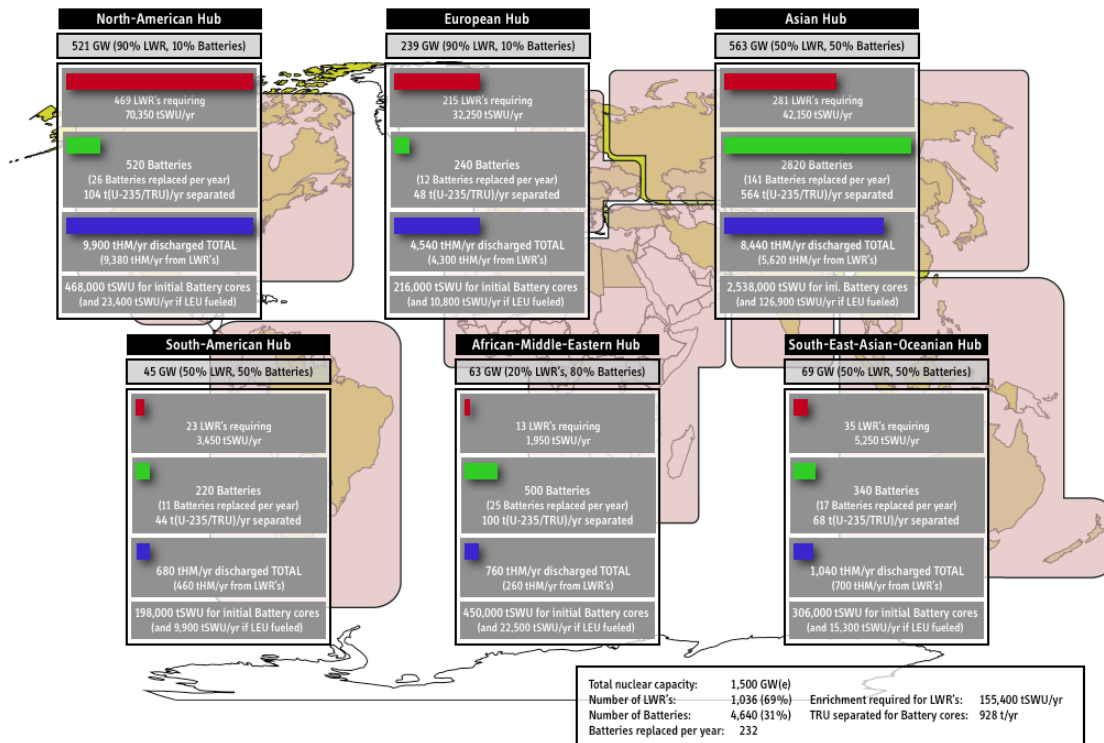 North-American Hub
521 GW (90% LWR, 10% Batteries)
469 LWR's requiring
70,350 tSWU/yr
520 Batteries
(26 Batteries replaced per year)
104 t(U-235/TRU)/yr separated
9,900 tHM/yr discharged TOTAL
(9,380 tHM/yr from LWR's)
468,000 tSWU for initial Battery cores
(and 23,400 tSWU/yr if LEU fueled)
European Hub
239 GW (90% LWR, 10% Batteries)
215 LWR's requiring
32,250 tSWU/yr
240 Batteries
(12 Batteries replaced per year)
48 t(U-235/TRU)/yr separated
4,540 tHM/yr discharged TOTAL
(4,300 tHM/yr from LWR's)
216,000 tSWU for initial Battery cores
(and 10,800 tSWU/yr if LEU fueled)
Asian Hub
563 GW (50% LWR, 50% Batteries)
281 LWR's requiring
42,150 tSWU/yr
2820 Batteries
(141 Batteries replaced per year)
564 t(U-235/TRU)/yr separated
8,440 tHM/yr discharged TOTAL
(5,620 tHM/yr from LWR's)
2,538,000 tSWU for ini. Battery cores
(and 126,900 tSWU/yr if LEU fueled)
South-American Hub
45 GW (50% LWR, 50% Batteries)
23 LWR's requiring
3,450 tSWU/yr
220 Batteries
(11 Batteries replaced per year)
44 t(U-235/TRU)/yr separated
680 tHM/yr discharged TOTAL
(460 tHM/yr from LWR's)
198,000 tSWU for initial Battery cores
(and 9,900 tSWU/yr if LEU fueled)
African-Middle-Eastern Hub
63 GW (20% LWR's, 80% Batteries)
13 LWR's requiring
1,950 tSWU/yr
500 Batteries
(25 Batteries replaced per year)
100 t(U-235/TRU)/yr separated
760 tHM/yr discharged TOTAL
(260 tHM/yr from LWR's)
450,000 tSWU for initial Battery cores
(and 22,500 tSWU/yr if LEU fueled)
South-East-Asian-Oceanian Hub
69 GW (50% LWR, 50% Batteries)
35 LWR's requiring
5,250 tSWU/yr
340 Batteries
(17 Batteries replaced per year)
68 t(U-235/TRU)/yr separated
1,040 tHM/yr discharged TOTAL
(700 tHM/yr from LWR's)
306,000 tSWU for initial Battery cores
(and 15,300 tSWU/yr if LEU fueled)
Total nuclear capacity: 1,500 GW(e)
Number of LWR's: 1,036 (69%) Enrichment required for LWR's: 155,400 tSWU/yr
Number of Batteries: 4,640 (31%) TRU separated for Battery cores: 928 t/yr
Batteries replaced per year: 232